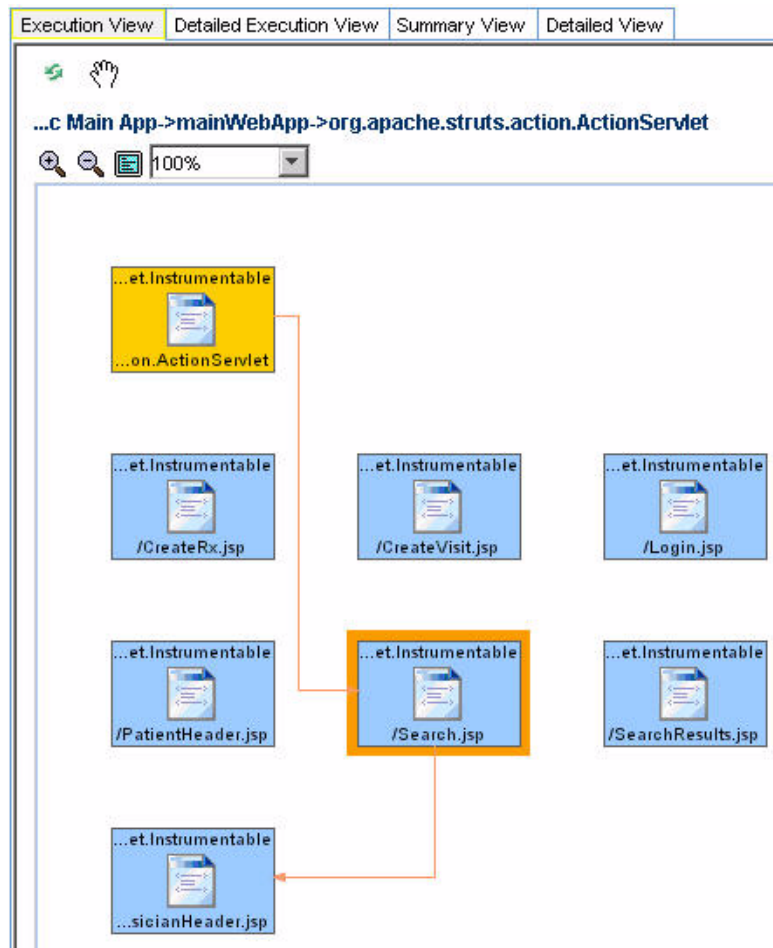 Execution View Detailed Execution View Summary View Detailed View
...c Main App->mainWebApp->org.apache.struts.action.ActionServlet
100%
...et.Instrumentable
...on.ActionServlet
...et.Instrumentable ...et.Instrumentable ...et.Instrumentable
/CreateRx.jsp /CreateVisit.jsp /Login.jsp
...et.Instrumentable ...et.Instrumentable ...et.Instrumentable
/PatientHeader.jsp /Search.jsp /SearchResults.jsp
...et.Instrumentable
...sicianHeader.jsp